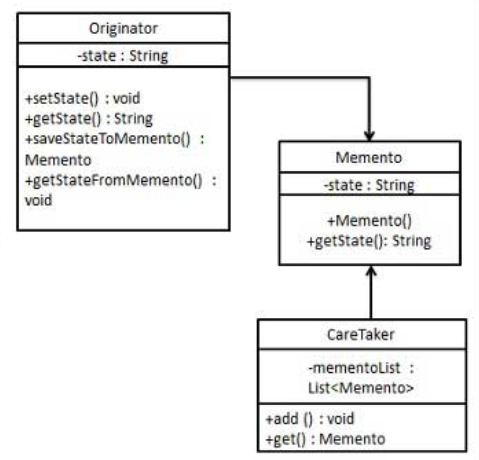 Originator
-state : String
+setState() : void
+getState() : String
+saveStateToMemento() :
Memento
+getStateFromMemento() :
void
Memento
-state : String
+Memento()
+getState(): String
CareTaker
-mementoList :
List<Memento>
+add () : void
+get() : Memento